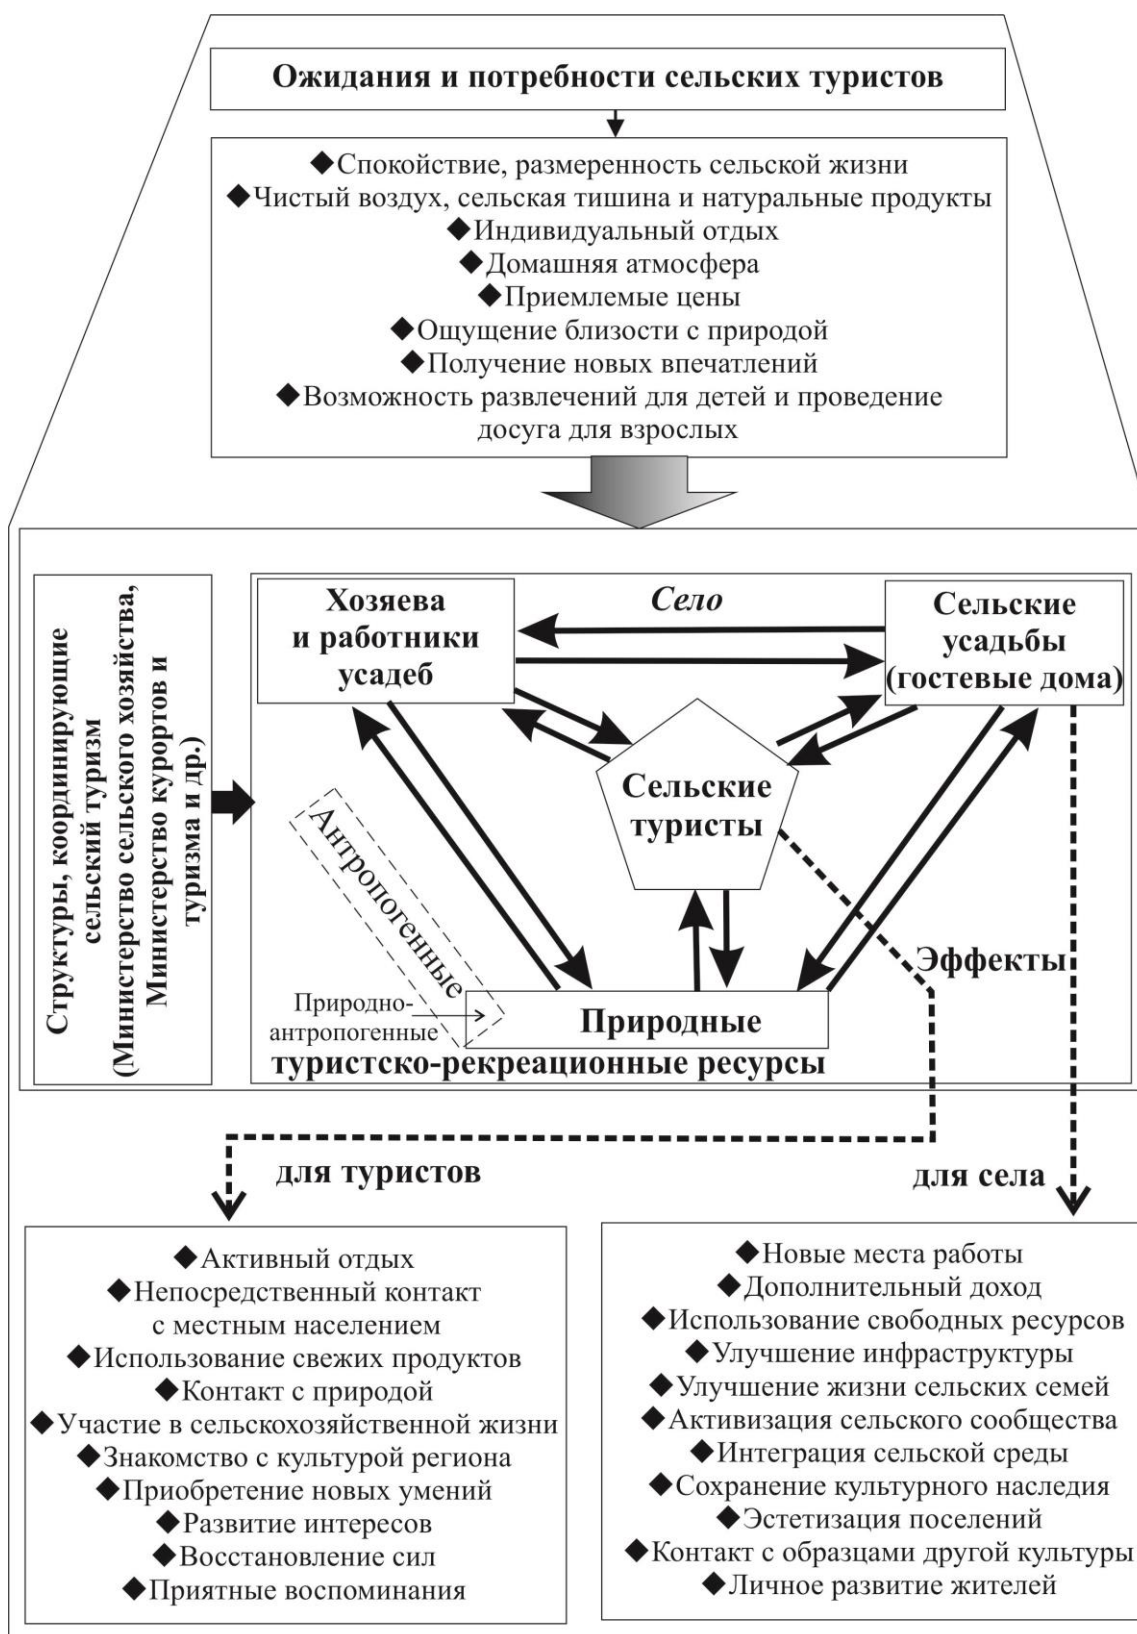 Ожидания и потребности сельских туристов
◆Спокойствие, размеренность сельской жизни
◆Чистый воздух, сельская тишина и натуральные продукты
◆Индивидуальный отдых
◆Домашняя атмосфера
◆Приемлемые цены
◆Ощущение близости с природой
◆Получение новых впечатлений
◆Возможность развлечений для детей и проведение
досуга для взрослых
Структуры, координирующие
сельский туризм
(Министерство сельского хозяйства,
Министерство курортов и
туризма и др.)
Хозяева
и работники
усадеб
Село
Сельские
усадьбы
(гостевые дома)
Сельские
туристы
Антропогенные
Природно-
антропогенные
Природные
туристско-рекреационные ресурсы
Эффекты
для туристов
для села
◆Активный отдых
◆Непосредственный контакт
с местным населением
◆Использование свежих продуктов
◆Контакт с природой
◆Участие в сельскохозяйственной жизни
◆Знакомство с культурой региона
◆Приобретение новых умений
◆Развитие интересов
◆Восстановление сил
◆Приятные воспоминания
◆Новые места работы
◆Дополнительный доход
◆Использование свободных ресурсов
◆Улучшение инфраструктуры
◆Улучшение жизни сельских семей
◆Активизация сельского сообщества
◆Интеграция сельской среды
◆Сохранение культурного наследия
◆Эстетизация поселений
◆Контакт с образцами другой культуры
◆Личное развитие жителей